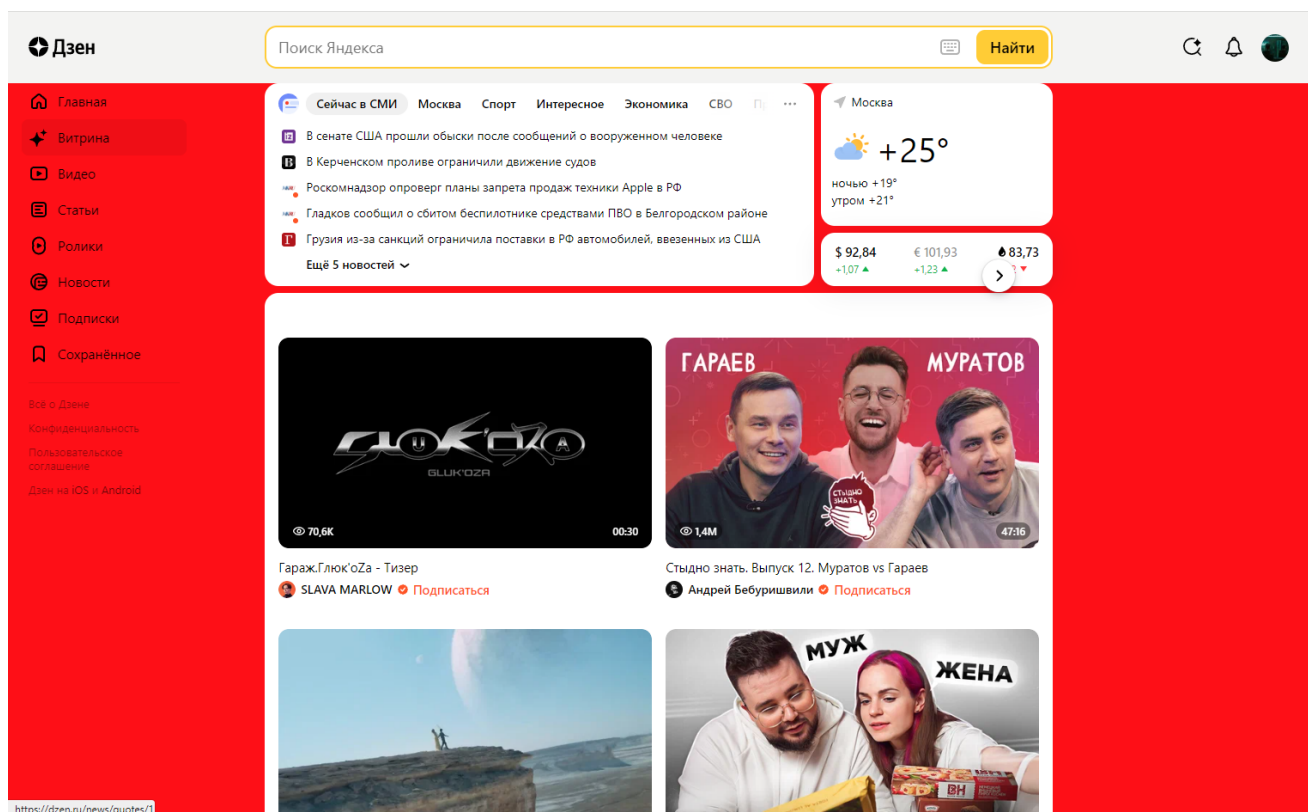 Дзен
Поиск Яндекса
Найти
Главная
Витрина
Видео
Статьи
Ролики
Новости
Подписки
Сохранённое
Всё о Дзене
Конфиденциальность
Пользовательское
соглашение
Дзен на iOS и Android
Сейчас в СМИ Москва Спорт Интересное Экономика СВО
В сенате США прошли обыски после сообщений о вооруженном человеке
В Керченском проливе ограничили движение судов
Роскомнадзор опроверг планы запрета продаж техники Apple в РФ
Гладков сообщил о сбитом беспилотнике средствами ПВО в Белгородском районе
Грузия из-за санкций ограничила поставки в РФ автомобилей, ввезенных из США
Ещё 5 новостей
Москва
+25°
ночью +19°
утром +21°
$ 92,84 € 101,93 83,73
+1,07 +1,23
GLUK'OZA
70,6K 00:30
Гараж.Глюк'oZa - Тизер
SLAVA MARLOW Подписаться
ГАРАЕВ МУРАТОВ
СТЫДНО
ЗНАТЬ
1,4M 47:16
Стыдно знать. Выпуск 12. Муратов vs Гараев
Андрей Бебуришвили Подписаться
МУЖ
ЖЕНА
ВН
https://dzen.ru/news/quotes/1